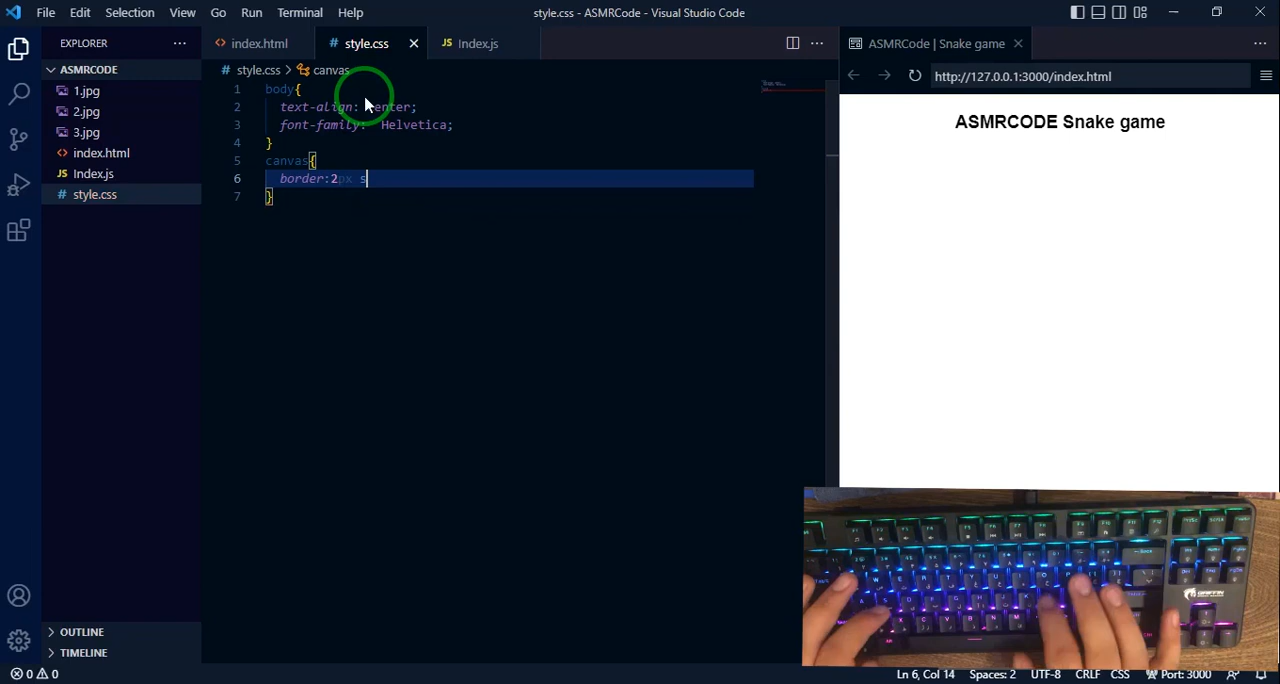 File Edit Selection View Go Run Terminal Help
style.css - ASMRCode - Visual Studio Code
EXPLORER
ASMRCODE
1.jpg
2.jpg
3.jpg
index.html
Index.js
style.css
OUTLINE
TIMELINE
index.html style.css Index.js
style.css > canvas
1 body{
2 text-align: center;
3 font-family: Helvetica;
4 }
5 canvas{
6 border:2px s
7 }
ASMRCode | Snake game
http://127.0.0.1:3000/index.html
ASMRCODE Snake game
GRIFFIN
0 0
Ln 6, Col 14 Spaces: 2 UTF-8 CRLF CSS Port: 3000